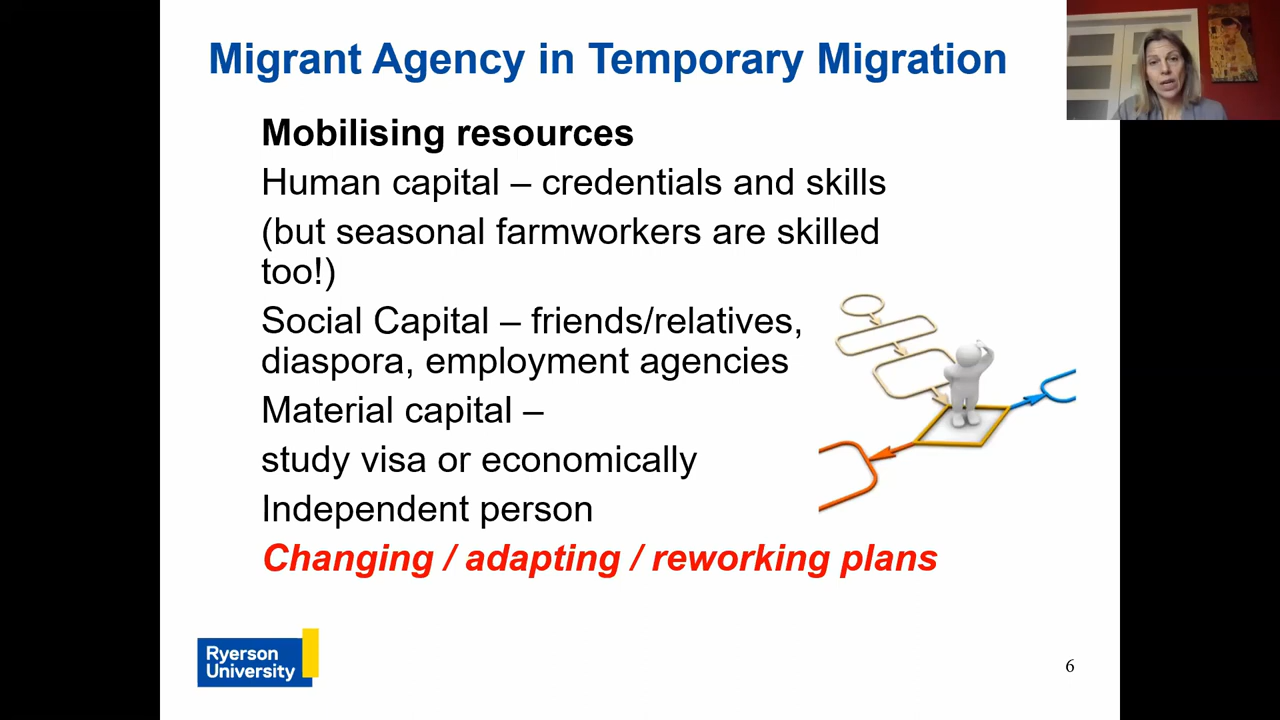 Migrant Agency in Temporary Migration
Mobilising resources
Human capital – credentials and skills
(but seasonal farmworkers are skilled
too!)
Social Capital – friends/relatives,
diaspora, employment agencies
Material capital –
study visa or economically
Independent person
Changing / adapting / reworking plans
Ryerson
University
6